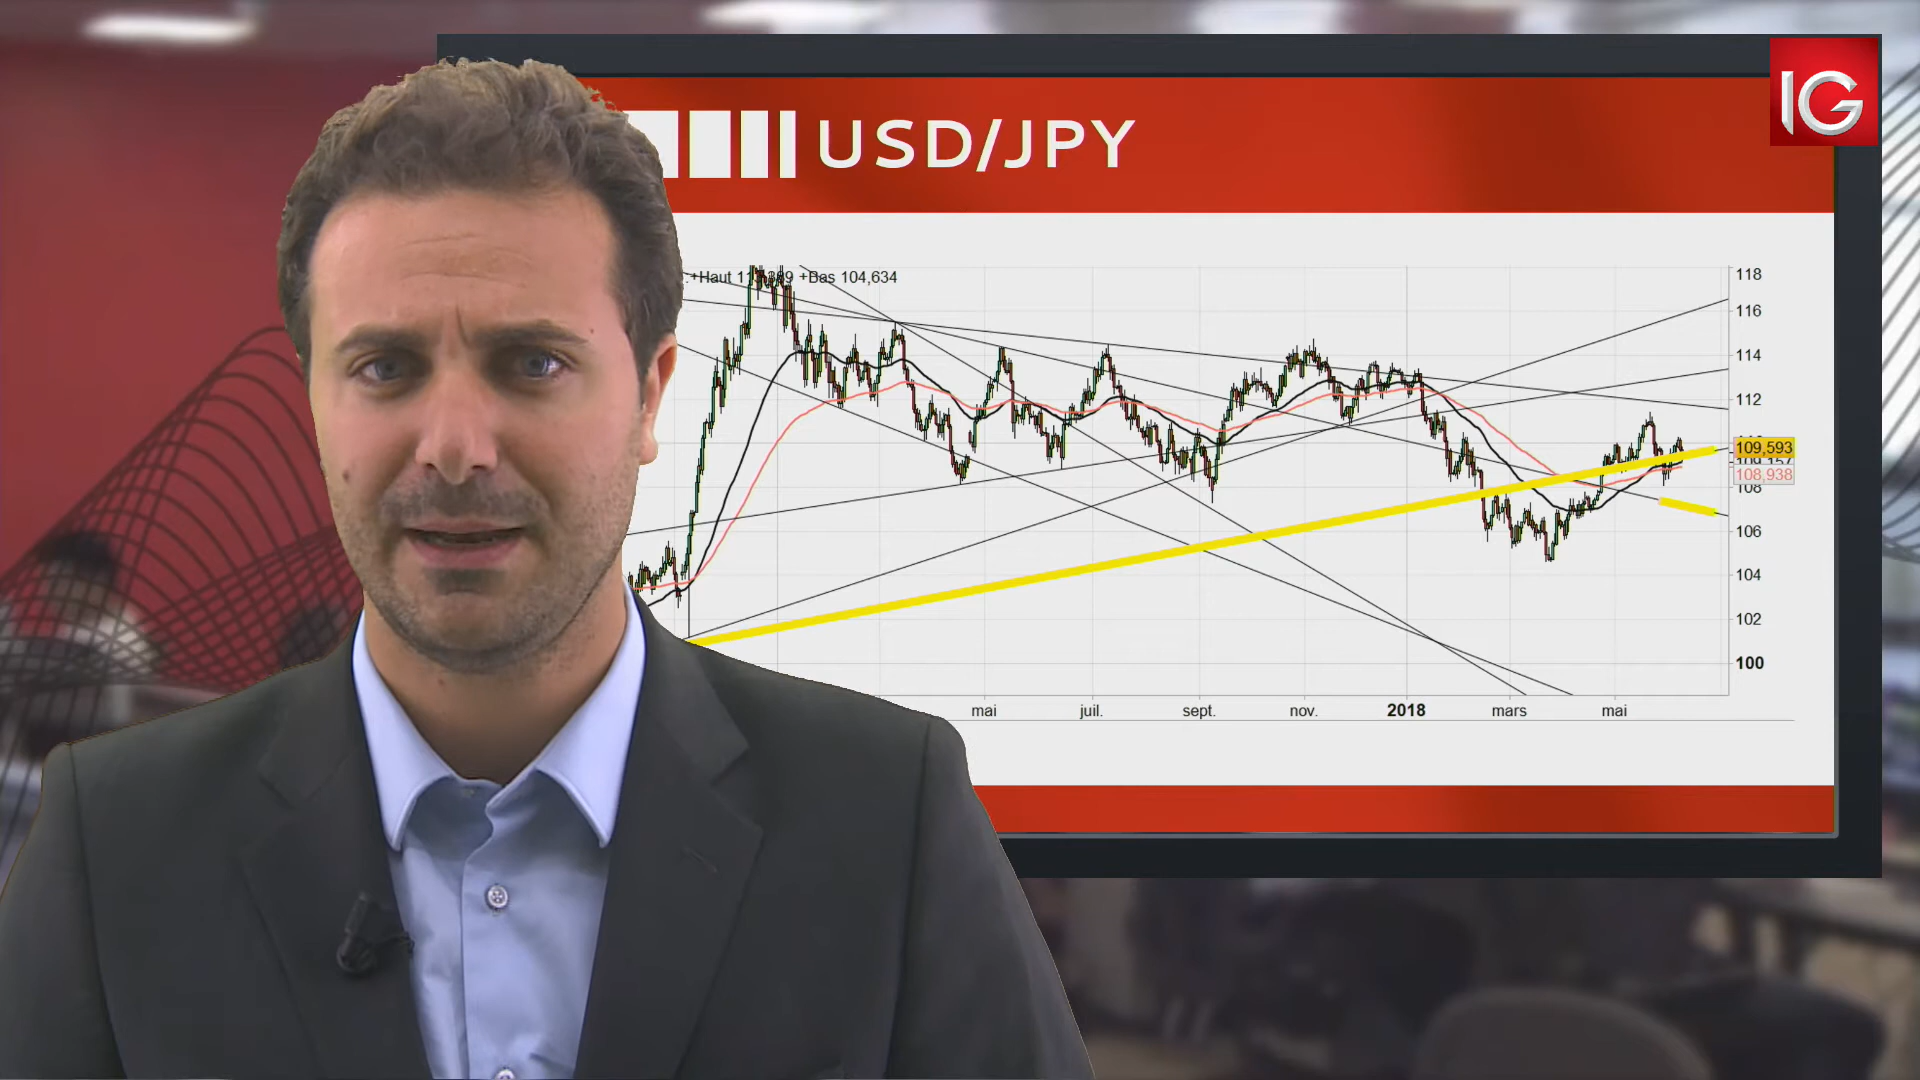 IG
USD/JPY
+Haut +Bas 104,634
118
116
114
112
109,593
108,938
108
106
104
102
100
mai juil. sept. nov. 2018 mars mai